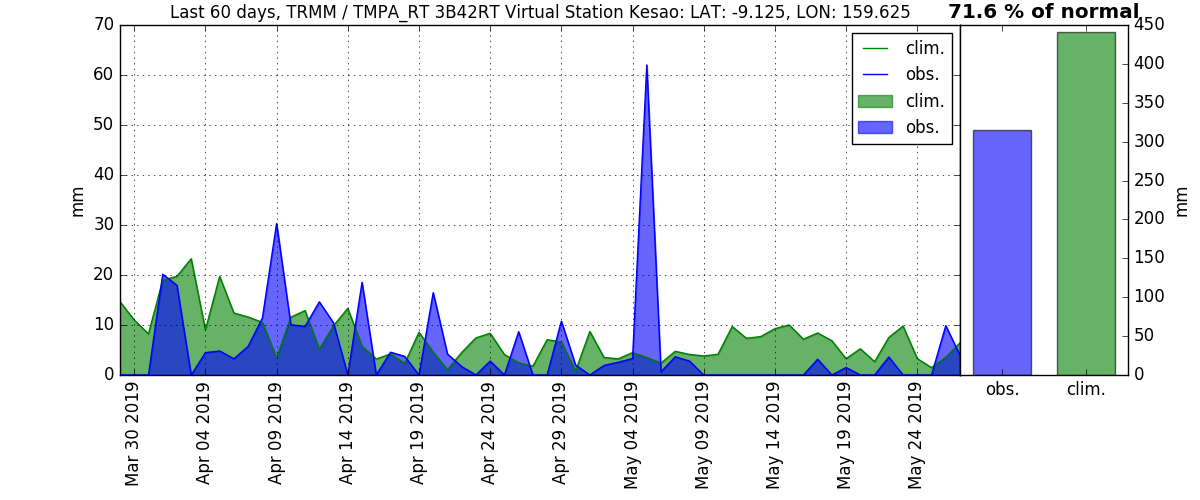 Last 60 days, TRMM / TMPA_RT 3B42RT Virtual Station Kesao: LAT: -9.125, LON: 159.625
71.6 % of normal
70
60
50
40
30
20
10
0
mm
clim.
obs.
clim.
obs.
Mar 30 2019
Apr 04 2019
Apr 09 2019
Apr 14 2019
Apr 19 2019
Apr 24 2019
Apr 29 2019
May 04 2019
May 09 2019
May 14 2019
May 19 2019
May 24 2019
450
400
350
300
250
200
150
100
50
0
mm
obs.
clim.